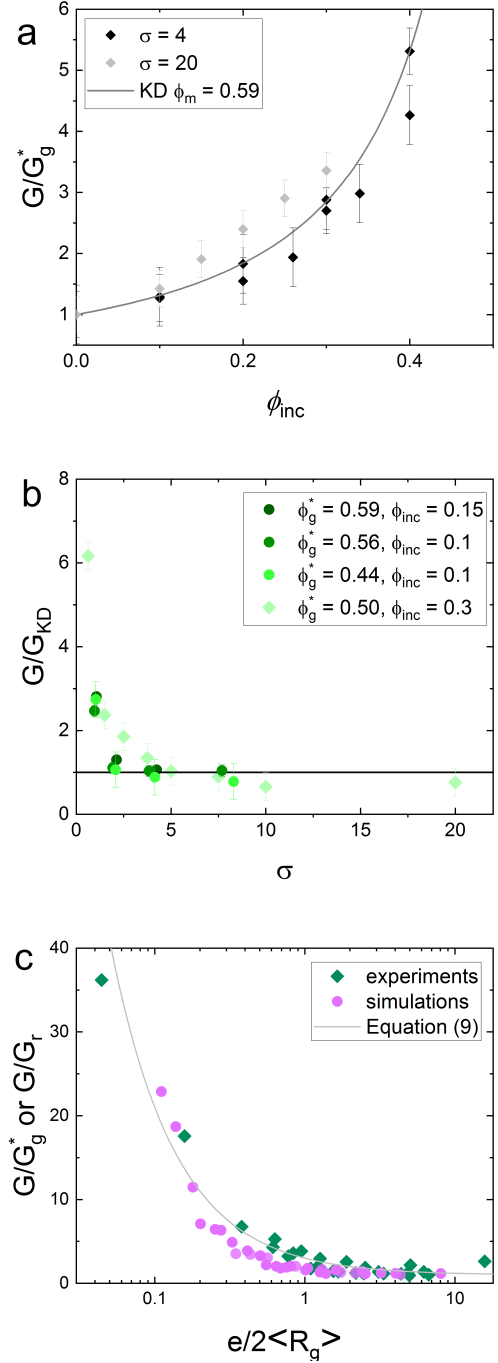 a
6
5
4
3
2
1
G/G*g
σ = 4
σ = 20
KD ϕm = 0.59
0.0
0.2
0.4
ϕinc
b
8
6
4
2
0
G/GKD
ϕ*g = 0.59, ϕinc = 0.15
ϕ*g = 0.56, ϕinc = 0.1
ϕ*g = 0.44, ϕinc = 0.1
ϕ*g = 0.50, ϕinc = 0.3
0
5
10
15
20
σ
c
40
30
20
10
0
G/G*g or G/Gr
experiments
simulations
Equation (9)
0.1
1
10
e/2<Rg>